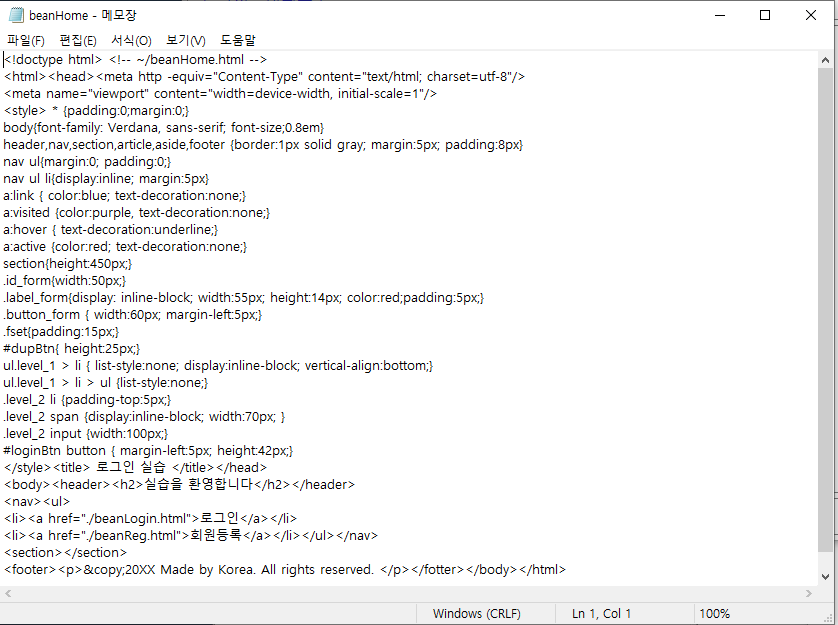 beanHome - 메모장
파일(F) 편집(E) 서식(O) 보기(V) 도움말
<!doctype html> <!-- ~/beanHome.html -->
<html><head><meta http -equiv="Content-Type" content="text/html; charset=utf-8"/>
<meta name="viewport" content="width=device-width, initial-scale=1"/>
<style> * {padding:0;margin:0;}
body{font-family: Verdana, sans-serif; font-size;0.8em}
header,nav,section,article,aside,footer {border:1px solid gray; margin:5px; padding:8px}
nav ul{margin:0; padding:0;}
nav ul li{display:inline; margin:5px}
a:link { color:blue; text-decoration:none;}
a:visited {color:purple, text-decoration:none;}
a:hover { text-decoration:underline;}
a:active {color:red; text-decoration:none;}
section{height:450px;}
.id_form{width:50px;}
.label_form{display: inline-block; width:55px; height:14px; color:red;padding:5px;}
.button_form { width:60px; margin-left:5px;}
.fset{padding:15px;}
#dupBtn{ height:25px;}
ul.level_1 > li { list-style:none; display:inline-block; vertical-align:bottom;}
ul.level_1 > li > ul {list-style:none;}
.level_2 li {padding-top:5px;}
.level_2 span {display:inline-block; width:70px; }
.level_2 input {width:100px;}
#loginBtn button { margin-left:5px; height:42px;}
</style><title> 로그인 실습 </title></head>
<body><header><h2>실습을 환영합니다</h2></header>
<nav><ul>
<li><a href="./beanLogin.html">로그인</a></li>
<li><a href="./beanReg.html">회원등록</a></li></ul></nav>
<section></section>
<footer><p>&copy;20XX Made by Korea. All rights reserved. </p></fotter></body></html>
Windows (CRLF) Ln 1, Col 1 100%